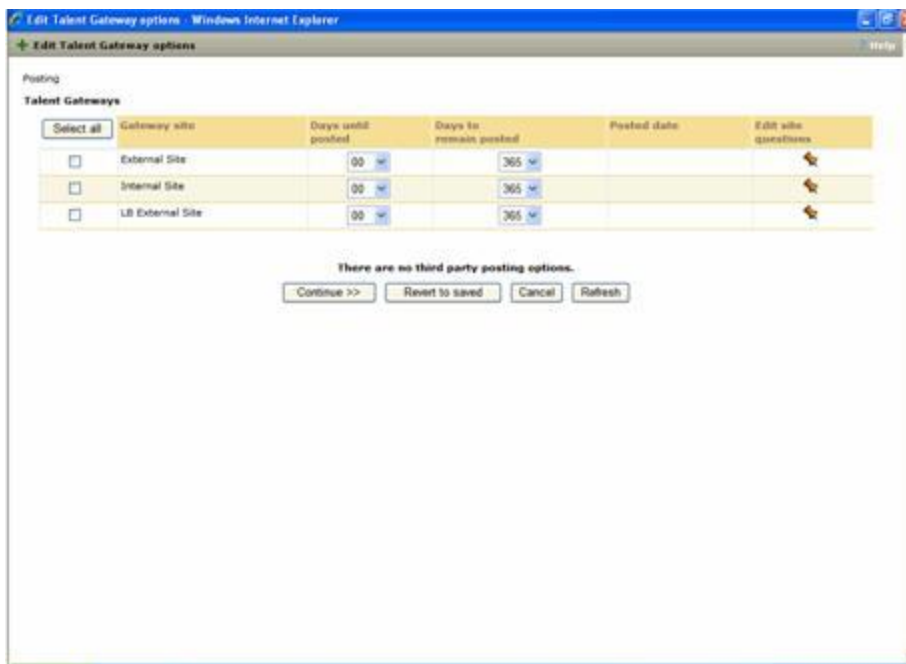 Edit Talent Gateway options - Windows Internet Explorer
Edit Talent Gateway options
Help
Posting
Talent Gateways
Select all Gateway site Days until posted Days to remain posted Posted date Edit site questions
External Site 00 365
Internal Site 00 365
LB External Site 00 365
There are no third party posting options.
Continue >> Revert to saved Cancel Refresh